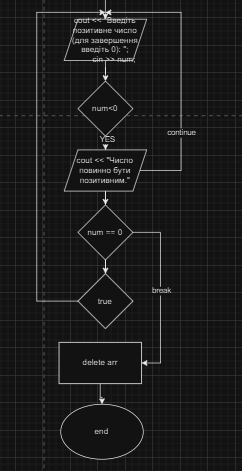 cout << "Введіть
позитивне число
(для завершення
введіть 0): ";
cin >> num;
num<0
YES
continue
cout << "Число
повинно бути
позитивним."
num == 0
break
true
delete arr
end